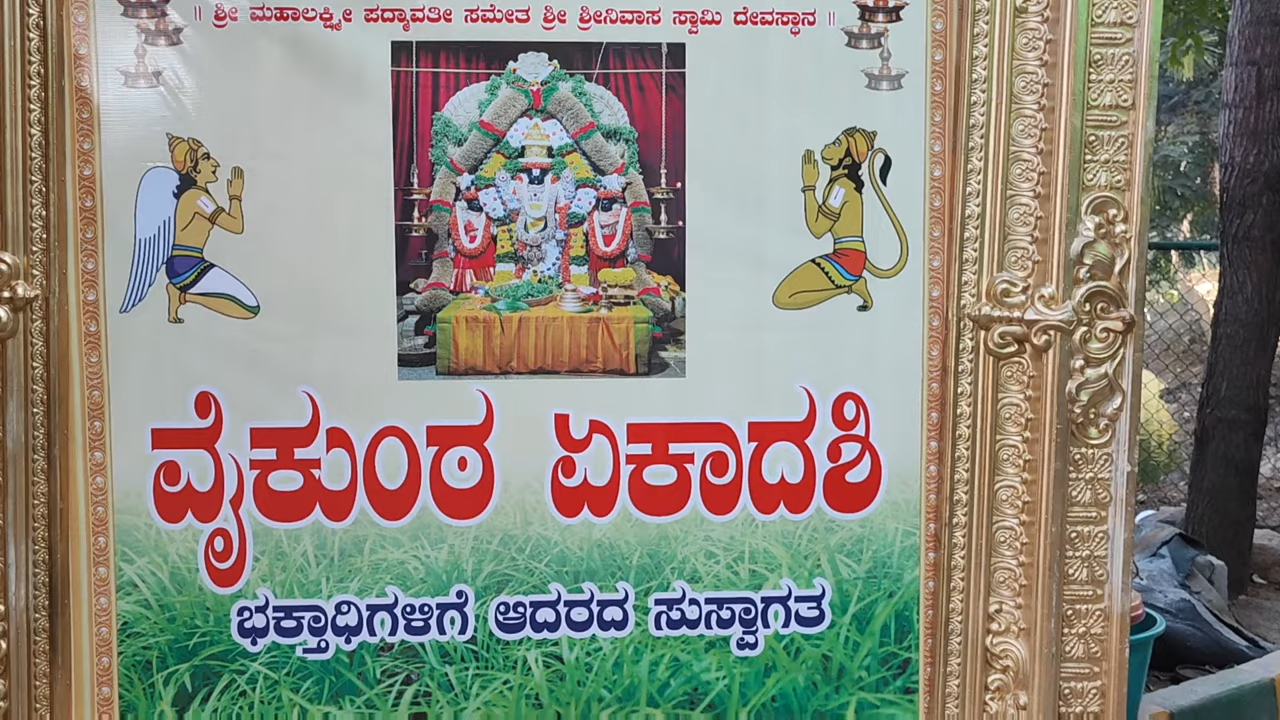 ॥ ಶ್ರೀ ಮಹಾಲಕ್ಷ್ಮೀ ಪದ್ಮಾವತೀ ಸಮೇತ ಶ್ರೀ ಶ್ರೀನಿವಾಸ ಸ್ವಾಮಿ ದೇವಸ್ಥಾನ ॥
ವೈಕುಂಠ ಏಕಾದಶಿ
ಭಕ್ತಾಧಿಗಳಿಗೆ ಆದರದ ಸುಸ್ವಾಗತ